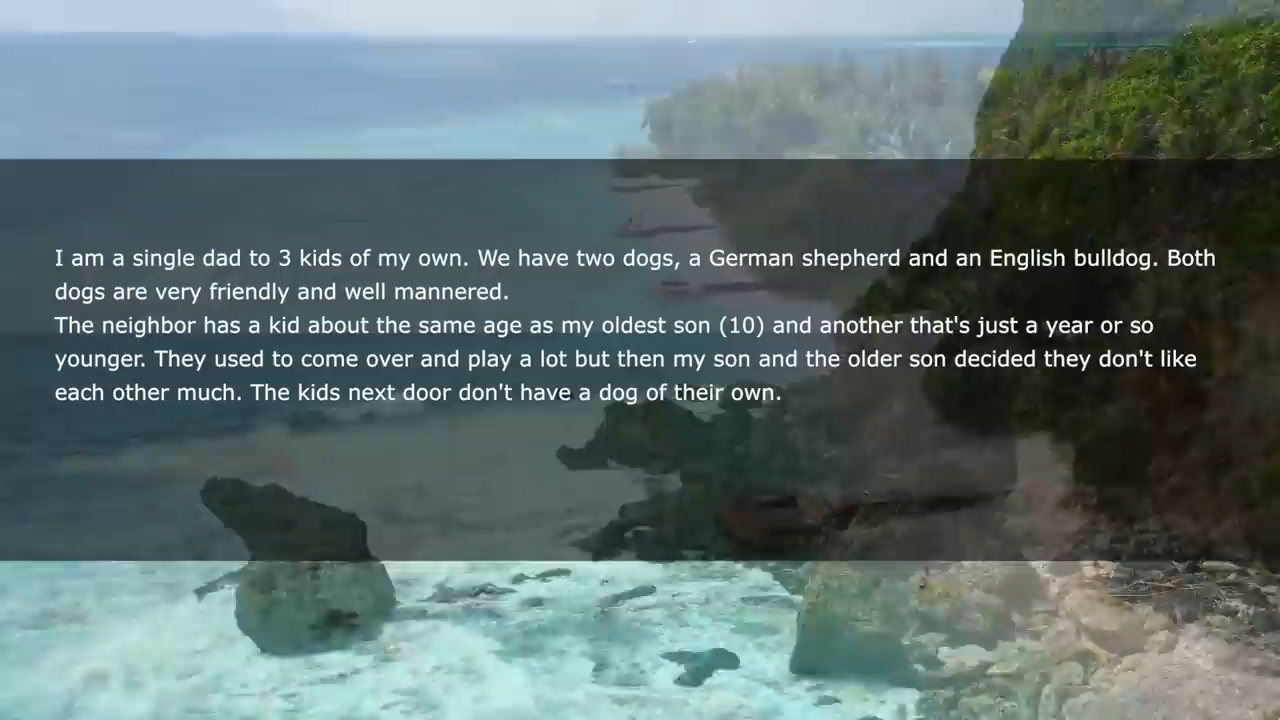 I am a single dad to 3 kids of my own. We have two dogs, a German shepherd and an English bulldog. Both
dogs are very friendly and well mannered.
The neighbor has a kid about the same age as my oldest son (10) and another that's just a year or so
younger. They used to come over and play a lot but then my son and the older son decided they don't like
each other much. The kids next door don't have a dog of their own.